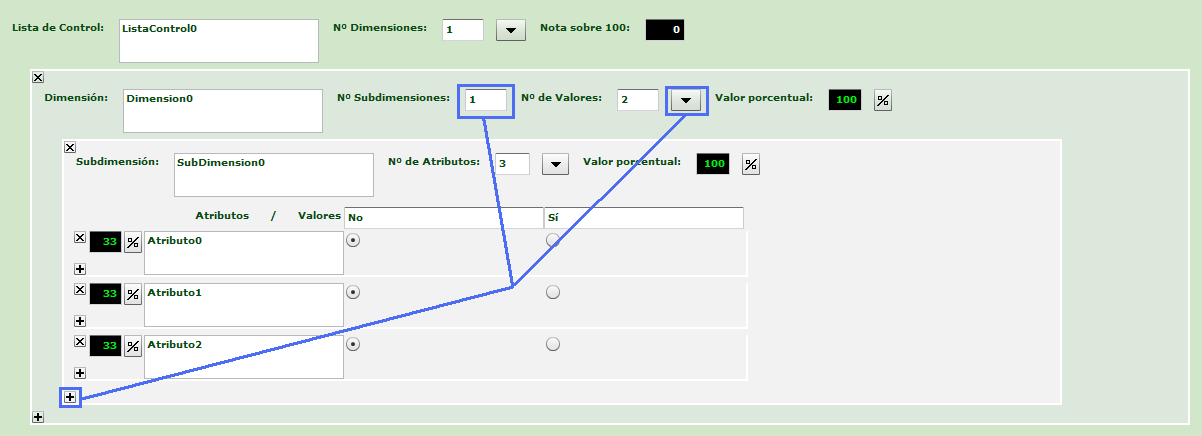 Lista de Control: ListaControl0 Nº Dimensiones: 1 Nota sobre 100: 0
Dimensión: Dimension0 Nº Subdimensiones: 1 Nº de Valores: 2 Valor porcentual: 100 %
Subdimensión: SubDimension0 Nº de Atributos: 3 Valor porcentual: 100 %
Atributos / Valores No Sí
33 % Atributo0
33 % Atributo1
33 % Atributo2